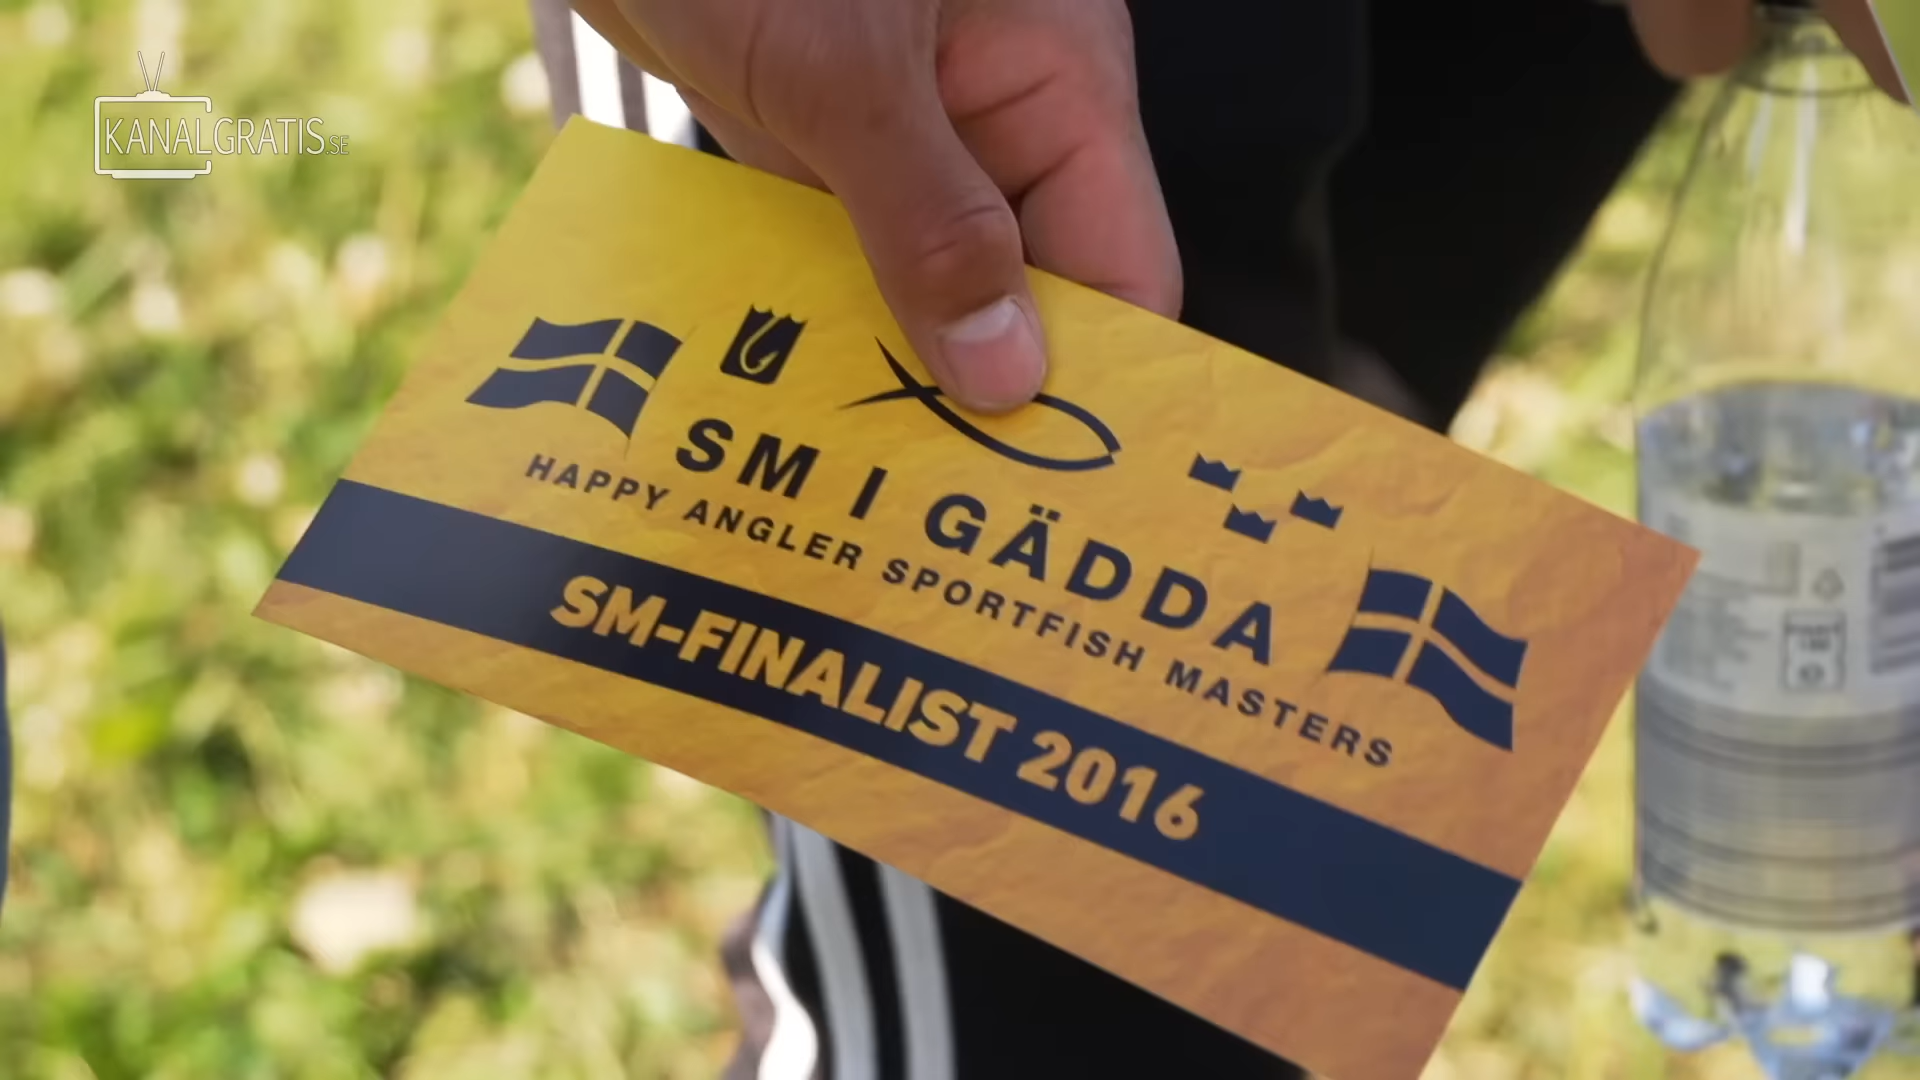 KANALGRATIS.SE
SM I GÄDDA
HAPPY ANGLER SPORTFISH MASTERS
SM-FINALIST 2016